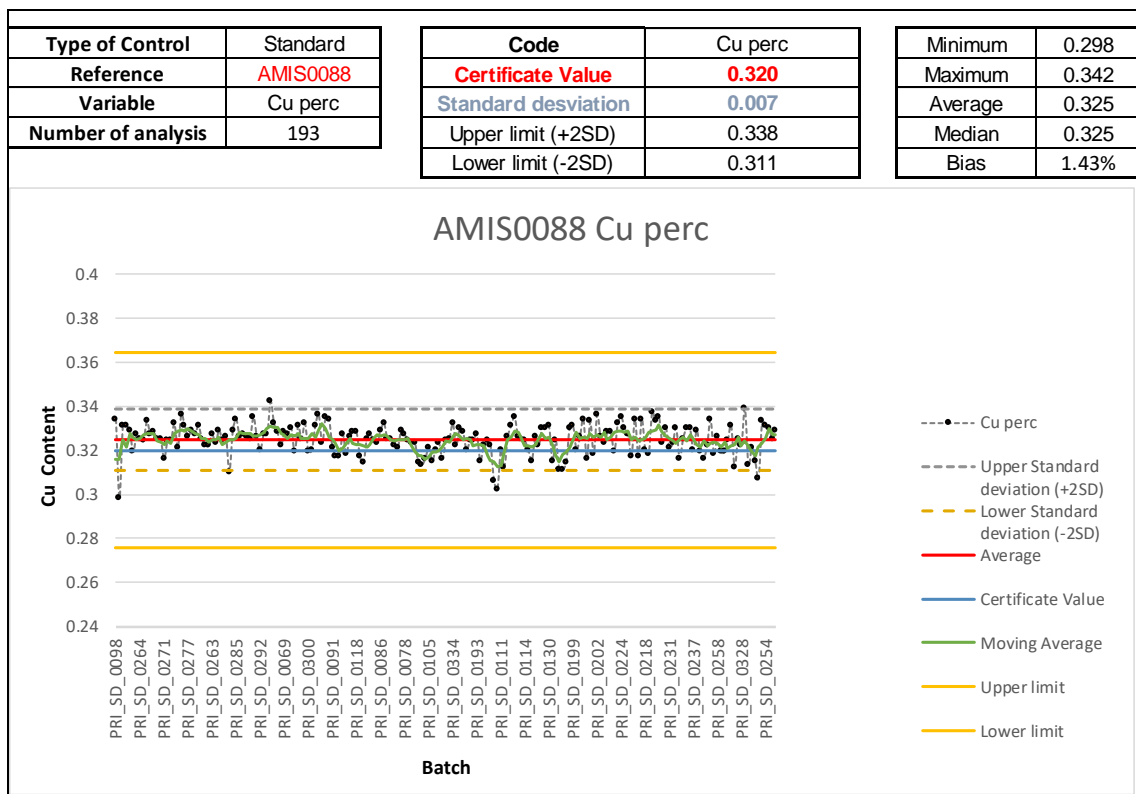 Type of Control Standard
Reference AMIS0088
Variable Cu perc
Number of analysis 193
Code Cu perc
Certificate Value 0.320
Standard desviation 0.007
Upper limit (+2SD) 0.338
Lower limit (-2SD) 0.311
Minimum 0.298
Maximum 0.342
Average 0.325
Median 0.325
Bias 1.43%
AMIS0088 Cu perc
Cu Content
0.4
0.38
0.36
0.34
0.32
0.3
0.28
0.26
0.24
PRI_SD_0098
PRI_SD_0264
PRI_SD_0271
PRI_SD_0277
PRI_SD_0263
PRI_SD_0285
PRI_SD_0292
PRI_SD_0069
PRI_SD_0300
PRI_SD_0091
PRI_SD_0118
PRI_SD_0086
PRI_SD_0078
PRI_SD_0105
PRI_SD_0334
PRI_SD_0193
PRI_SD_0111
PRI_SD_0114
PRI_SD_0130
PRI_SD_0199
PRI_SD_0202
PRI_SD_0224
PRI_SD_0218
PRI_SD_0231
PRI_SD_0237
PRI_SD_0258
PRI_SD_0328
PRI_SD_0254
Batch
Cu perc
Upper Standard
deviation (+2SD)
Lower Standard
deviation (-2SD)
Average
Certificate Value
Moving Average
Upper limit
Lower limit